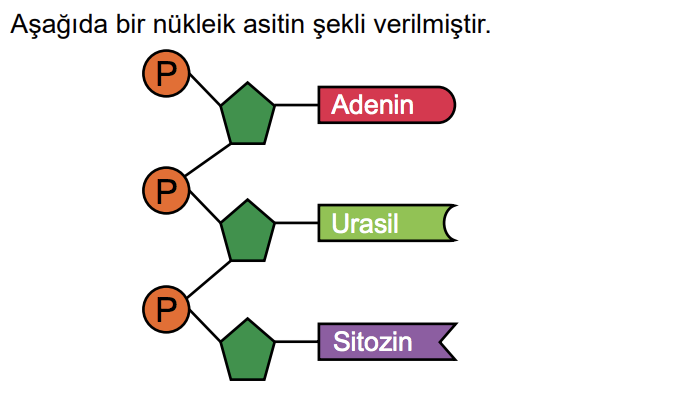 Aşağıda bir nükleik asitin şekli verilmiştir.
P
Adenin
P
Urasil
P
Sitozin